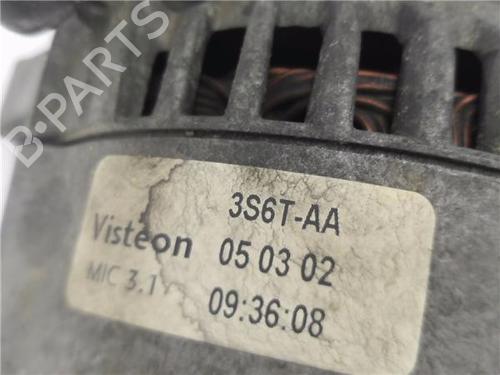 B-PARTS
3S6T-AA
Visteon 05 03 02
MIC 3.1 09:36:08